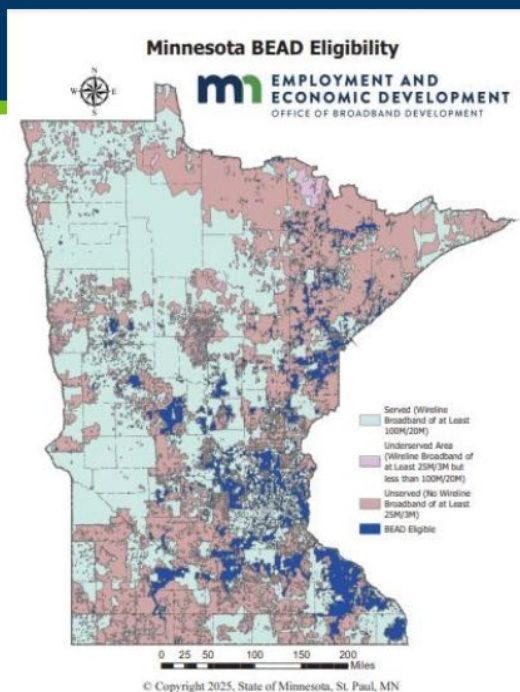 Minnesota BEAD Eligibility
N
W E
S
mn EMPLOYMENT AND
ECONOMIC DEVELOPMENT
OFFICE OF BROADBAND DEVELOPMENT
Served (Wireline
Broadband of at Least
100M/20M)
Underserved Area
(Wireline Broadband of
at Least 25M/3M but
less than 100M/20M)
Unserved (No Wireline
Broadband of at Least
25M/3M)
BEAD Eligible
0 25 50 100 150 200
Miles
© Copyright 2025, State of Minnesota, St. Paul, MN